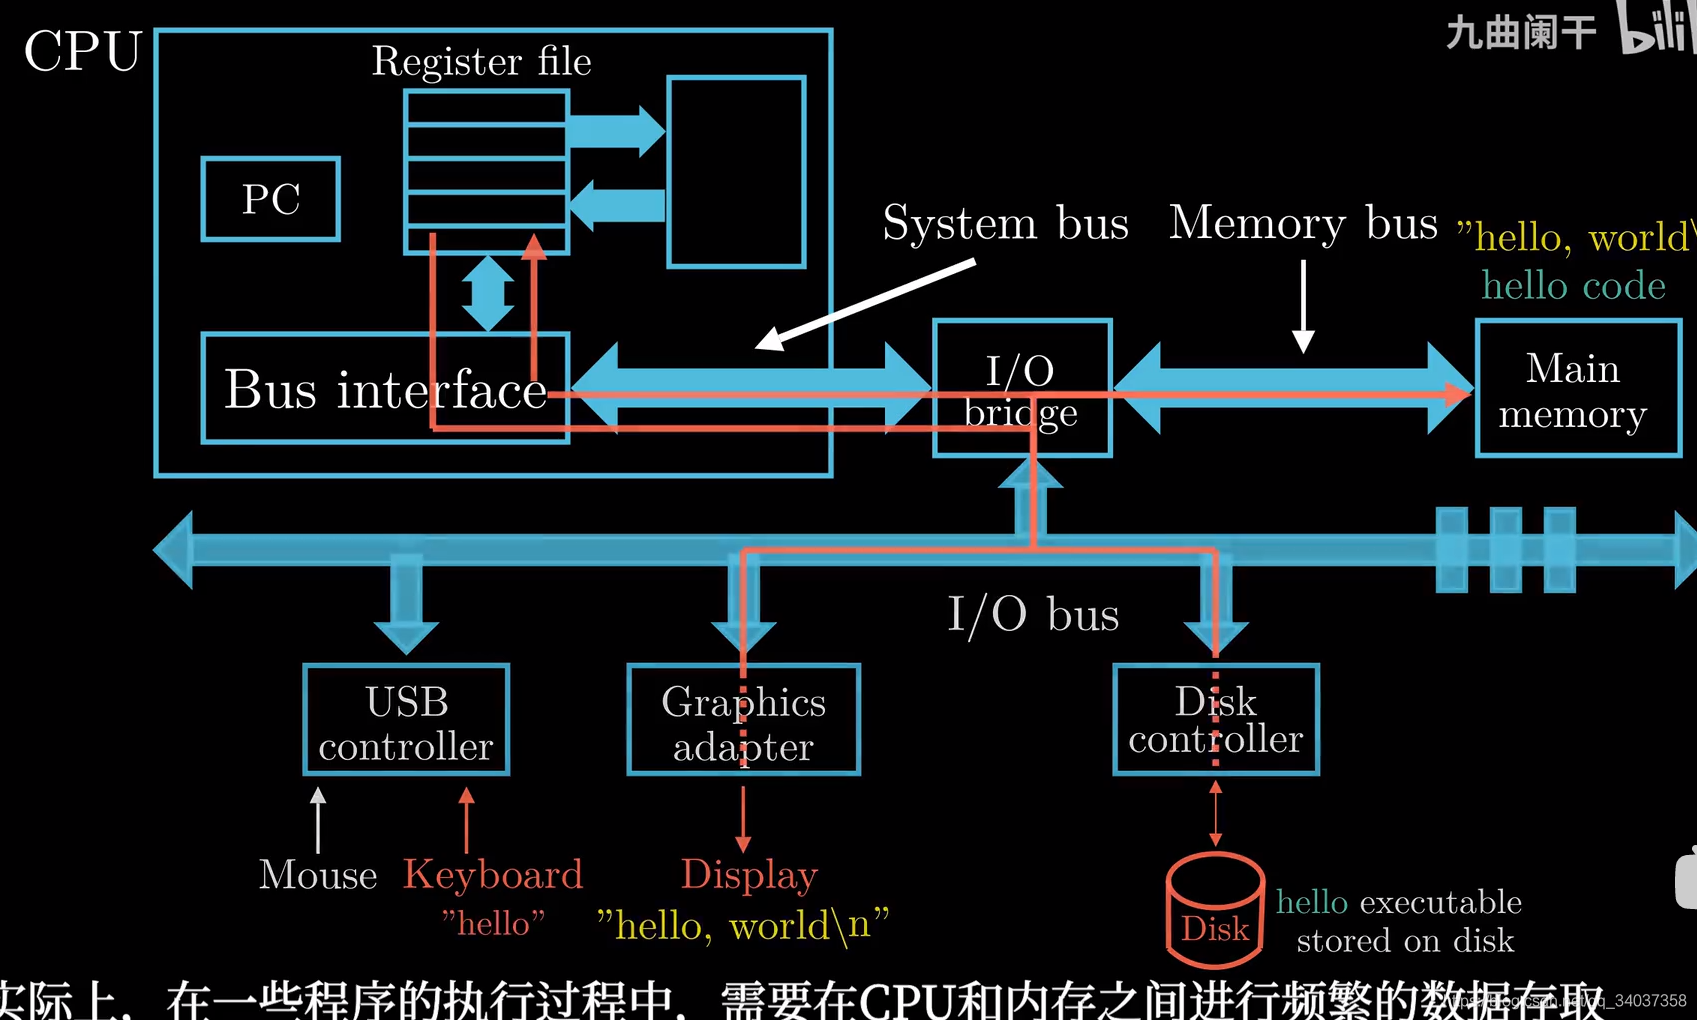 CPU
Register file
九曲阑干
bili
PC
System bus
Memory bus
"hello, world\
hello code
Bus interface
I/O
bridge
Main
memory
I/O bus
USB
controller
Graphics
adapter
Disk
controller
Mouse
Keyboard
"hello"
Display
"hello, world\n"
Disk
hello executable
stored on disk
实际上，在一些程序的执行过程中，需要在CPU和内存之间进行频繁的数据存取
https://blog.csdn.net/qq_34037358